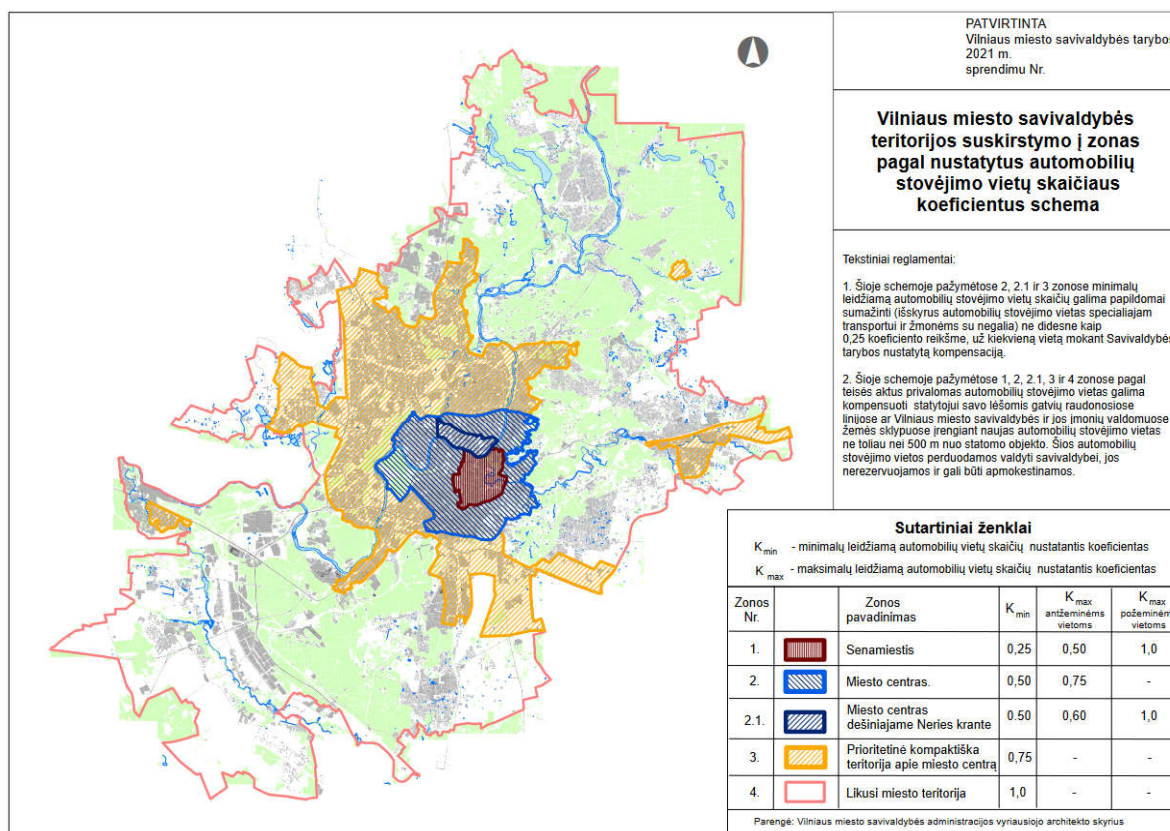 PATVIRTINTA
Vilniaus miesto savivaldybės tarybos
2021 m.
sprendimu Nr.
Vilniaus miesto savivaldybės
teritorijos suskirstymo į zonas
pagal nustatytus automobilių
stovėjimo vietų skaičiaus
koeficientus schema
Tekstiniai reglamentai:
1. Šioje schemoje pažymėtose 2, 2.1 ir 3 zonose minimalų
leidžiamą automobilių stovėjimo vietų skaičių galima papildomai
sumažinti (išskyrus automobilių stovėjimo vietas specialiajam
transportui ir žmonėms su negalia) ne didesne kaip
0,25 koeficiento reikšme, už kiekvieną vietą mokant Savivaldybės
tarybos nustatytą kompensaciją.
2. Šioje schemoje pažymėtose 1, 2, 2.1, 3 ir 4 zonose pagal
teisės aktus privalomas automobilių stovėjimo vietas galima
kompensuoti statytojui savo lėšomis gatvių raudonosiose
linijose ar Vilniaus miesto savivaldybės ir jos įmonių valdomuose
žemės sklypuose įrengiant naujas automobilių stovėjimo vietas
ne toliau nei 500 m nuo statomo objekto. Šios automobilių
stovėjimo vietos perduodamos valdyti savivaldybei, jos
nerezervuojamos ir gali būti apmokestinamos.
Sutartiniai ženklai
K min - minimalų leidžiamą automobilių vietų skaičių nustatantis koeficientas
K max - maksimalų leidžiamą automobilių vietų skaičių nustatantis koeficientas
Zonos Nr. Zonos pavadinimas K min K max antžeminėms vietoms K max požeminėms vietoms
1. Senamiestis 0,25 0,50 1,0
2. Miesto centras. 0,50 0,75 -
2.1. Miesto centras dešiniajame Neries krante 0.50 0,60 1,0
3. Prioritetinė kompaktiška teritorija apie miesto centrą 0,75 - -
4. Likusi miesto teritorija 1,0 - -
Parengė: Vilniaus miesto savivaldybės administracijos vyriausiojo architekto skyrius